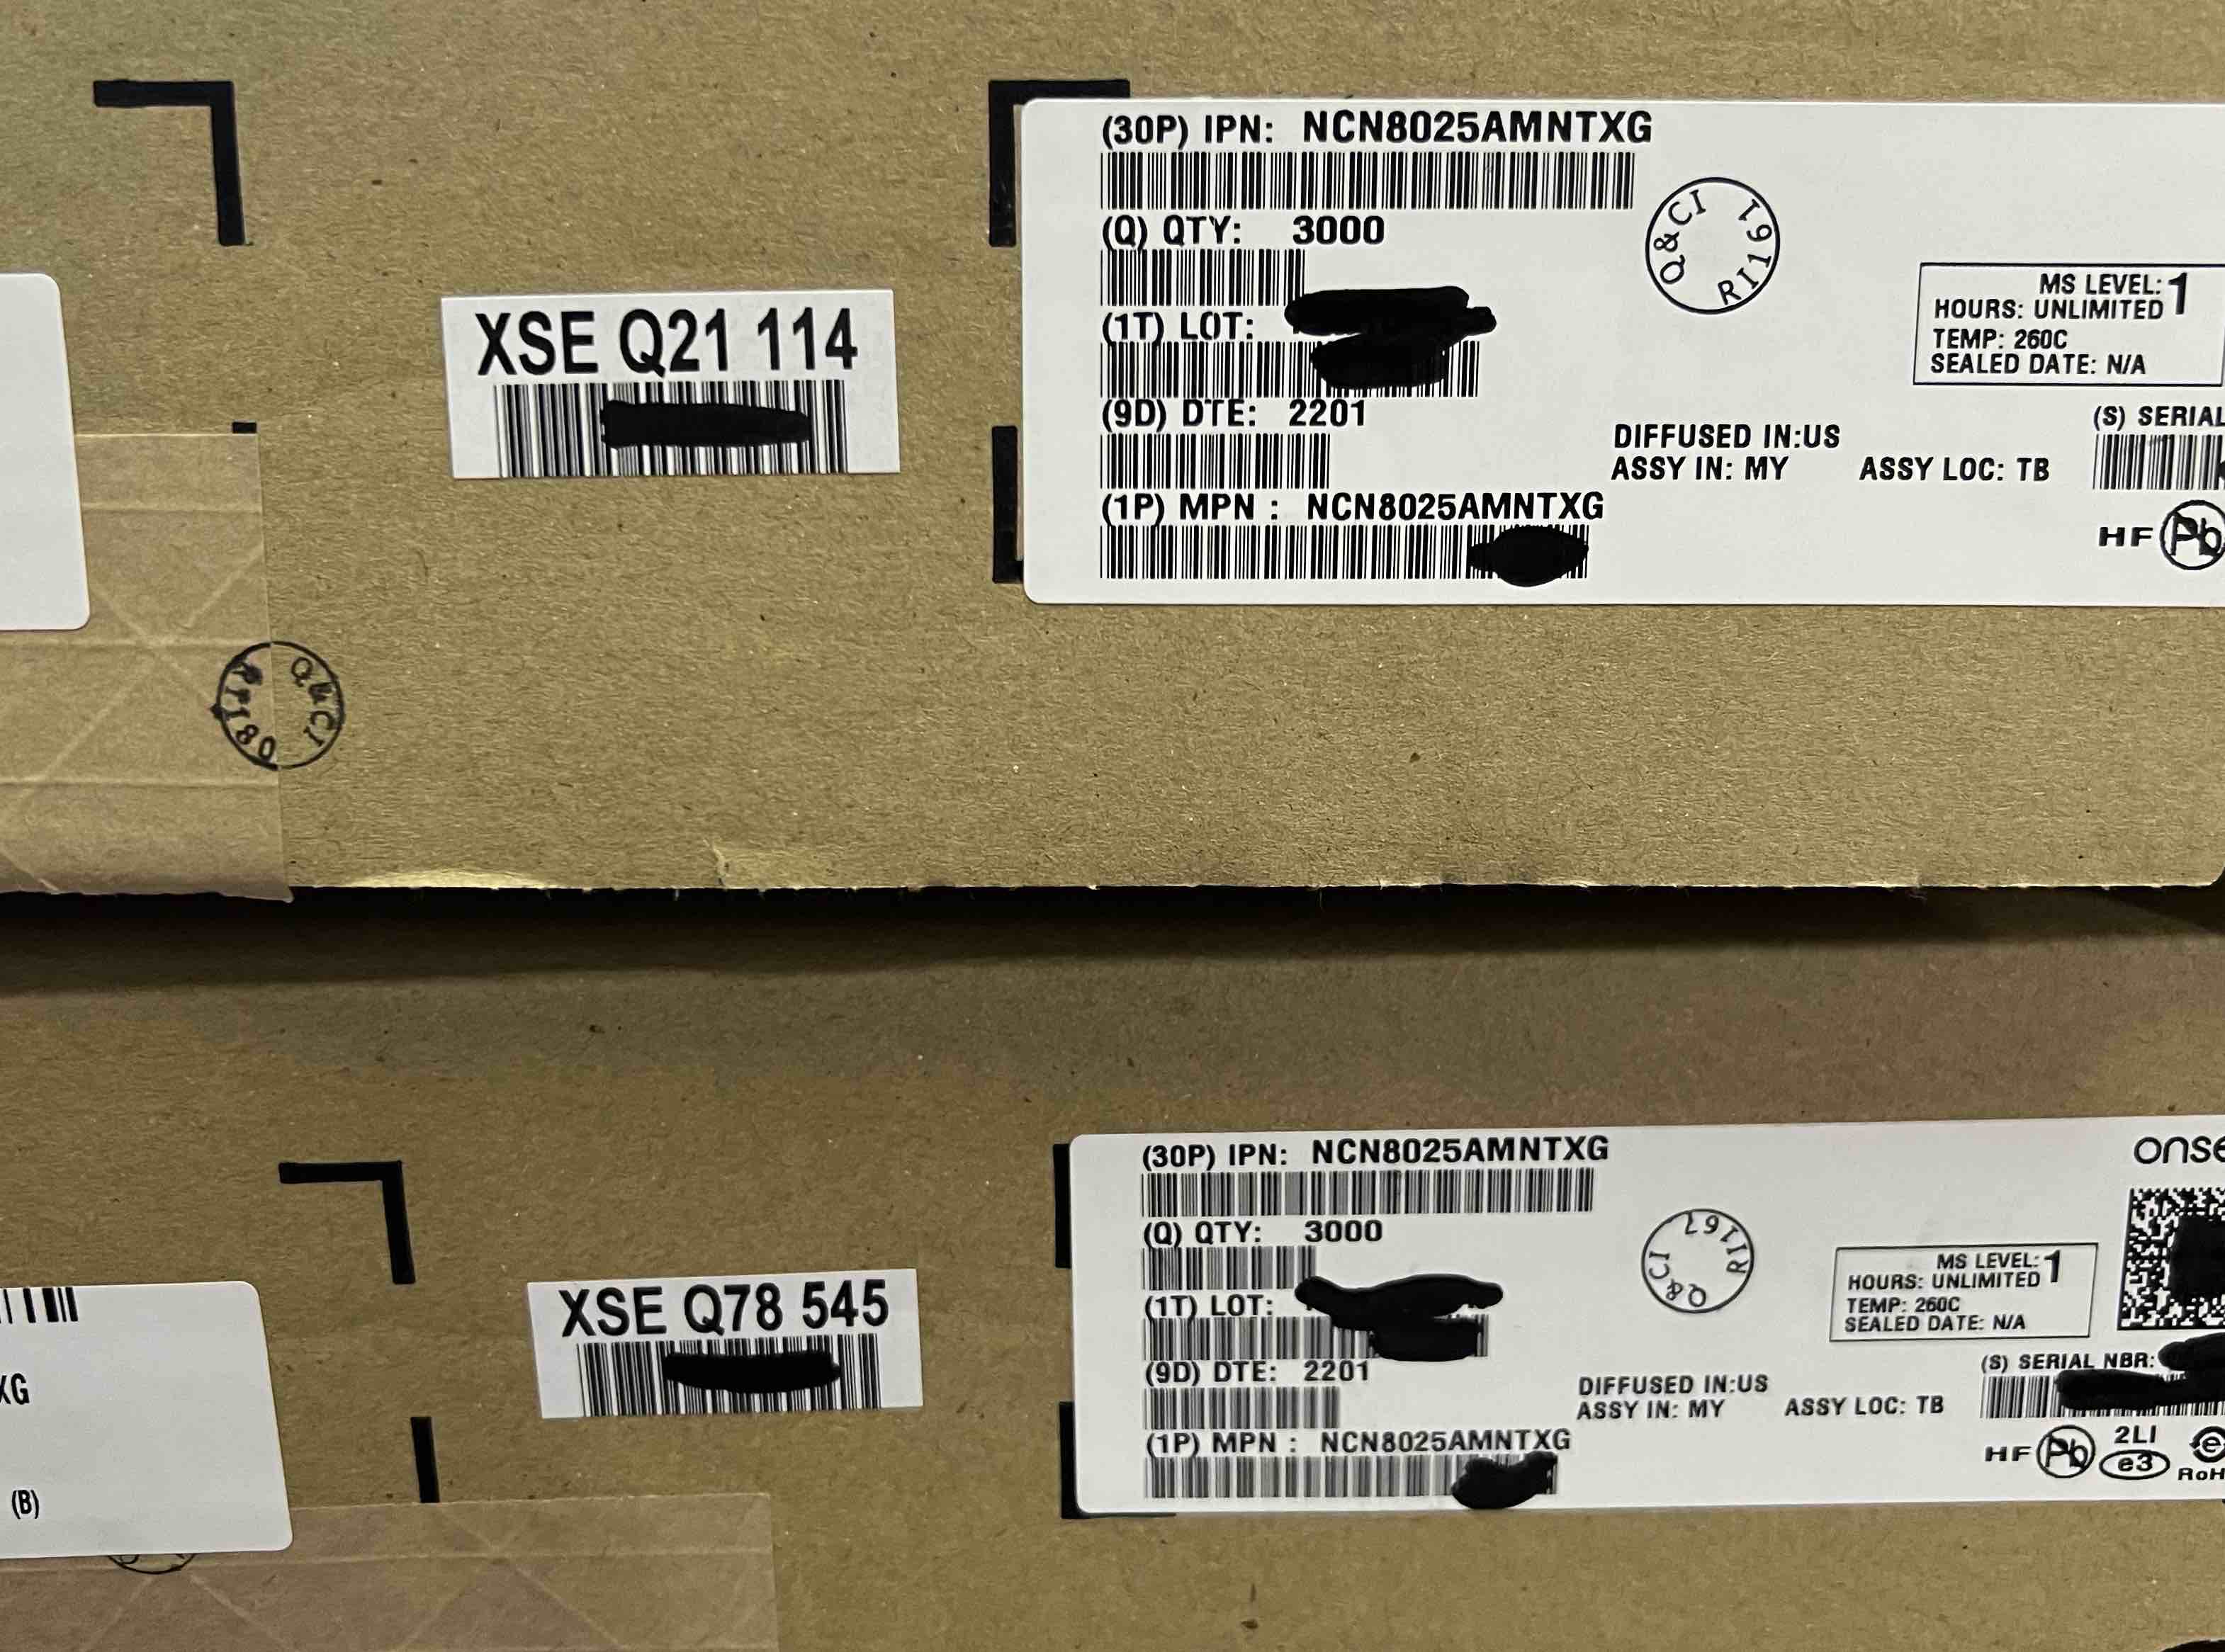 (30P) IPN: NCN8025AMNTXG
(Q) QTY: 3000
(1T) LOT:
(9D) DTE: 2201
(1P) MPN : NCN8025AMNTXG
Q&CI RI191
MS LEVEL: 1
HOURS: UNLIMITED
TEMP: 260C
SEALED DATE: N/A
DIFFUSED IN:US
ASSY IN: MY ASSY LOC: TB
(S) SERIAL
HF Pb
XSE Q21 114
Q&CI
(30P) IPN: NCN8025AMNTXG
(Q) QTY: 3000
(1T) LOT:
(9D) DTE: 2201
(1P) MPN : NCN8025AMNTXG
Q&CI RI167
onse
MS LEVEL: 1
HOURS: UNLIMITED
TEMP: 260C
SEALED DATE: N/A
DIFFUSED IN:US
ASSY IN: MY ASSY LOC: TB
(S) SERIAL NBR:
HF Pb 2LI e3 e
RoH
XSE Q78 545
XG
(B)